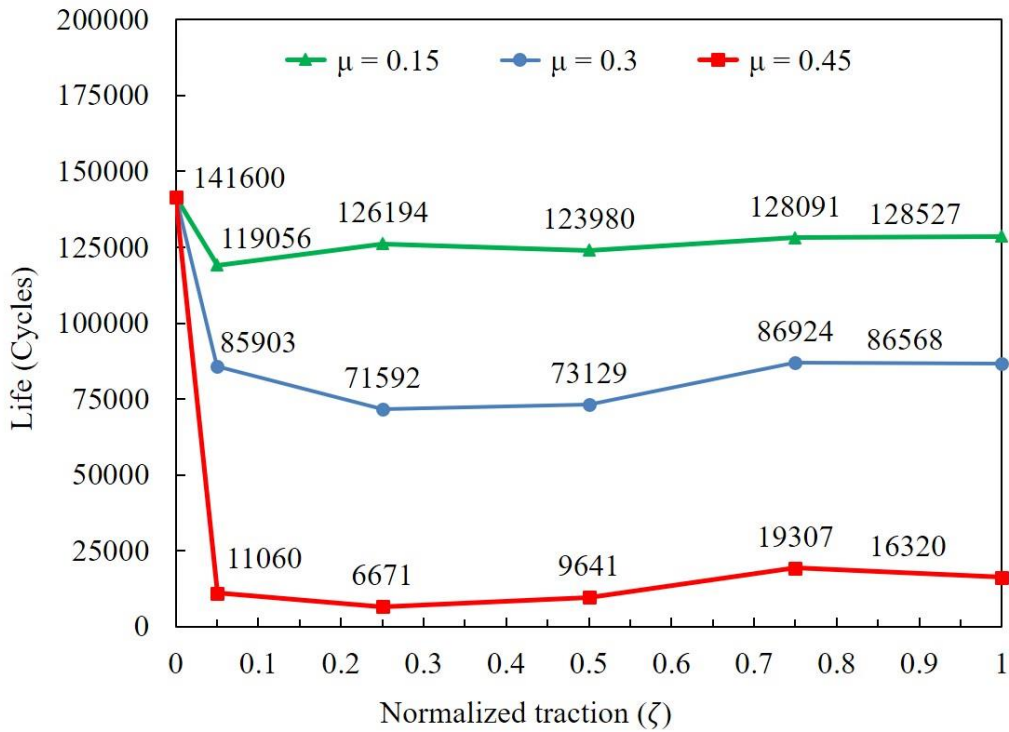 200000
μ = 0.15 μ = 0.3 μ = 0.45
175000
150000
141600
126194 123980 128091 128527
125000
119056
100000
85903 86924 86568
71592 73129
75000
50000
25000
11060 6671 9641 19307 16320
0
0 0.1 0.2 0.3 0.4 0.5 0.6 0.7 0.8 0.9 1
Life (Cycles)
Normalized traction (ζ)